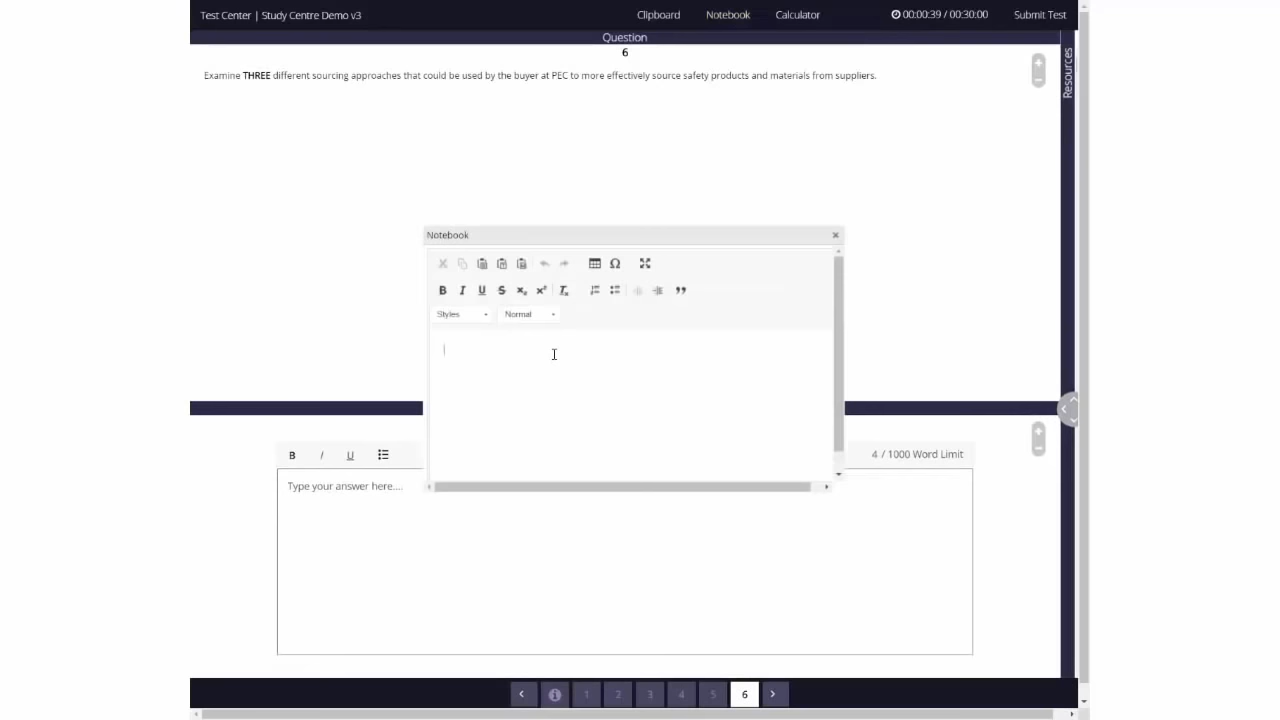 Test Center | Study Centre Demo v3
Clipboard
Notebook
Calculator
00:00:39 / 00:30:00
Submit Test
Question
6
Resources
Examine THREE different sourcing approaches that could be used by the buyer at PEC to more effectively source safety products and materials from suppliers.
Notebook
Styles
Normal
4 / 1000 Word Limit
Type your answer here....
1
2
3
4
5
6